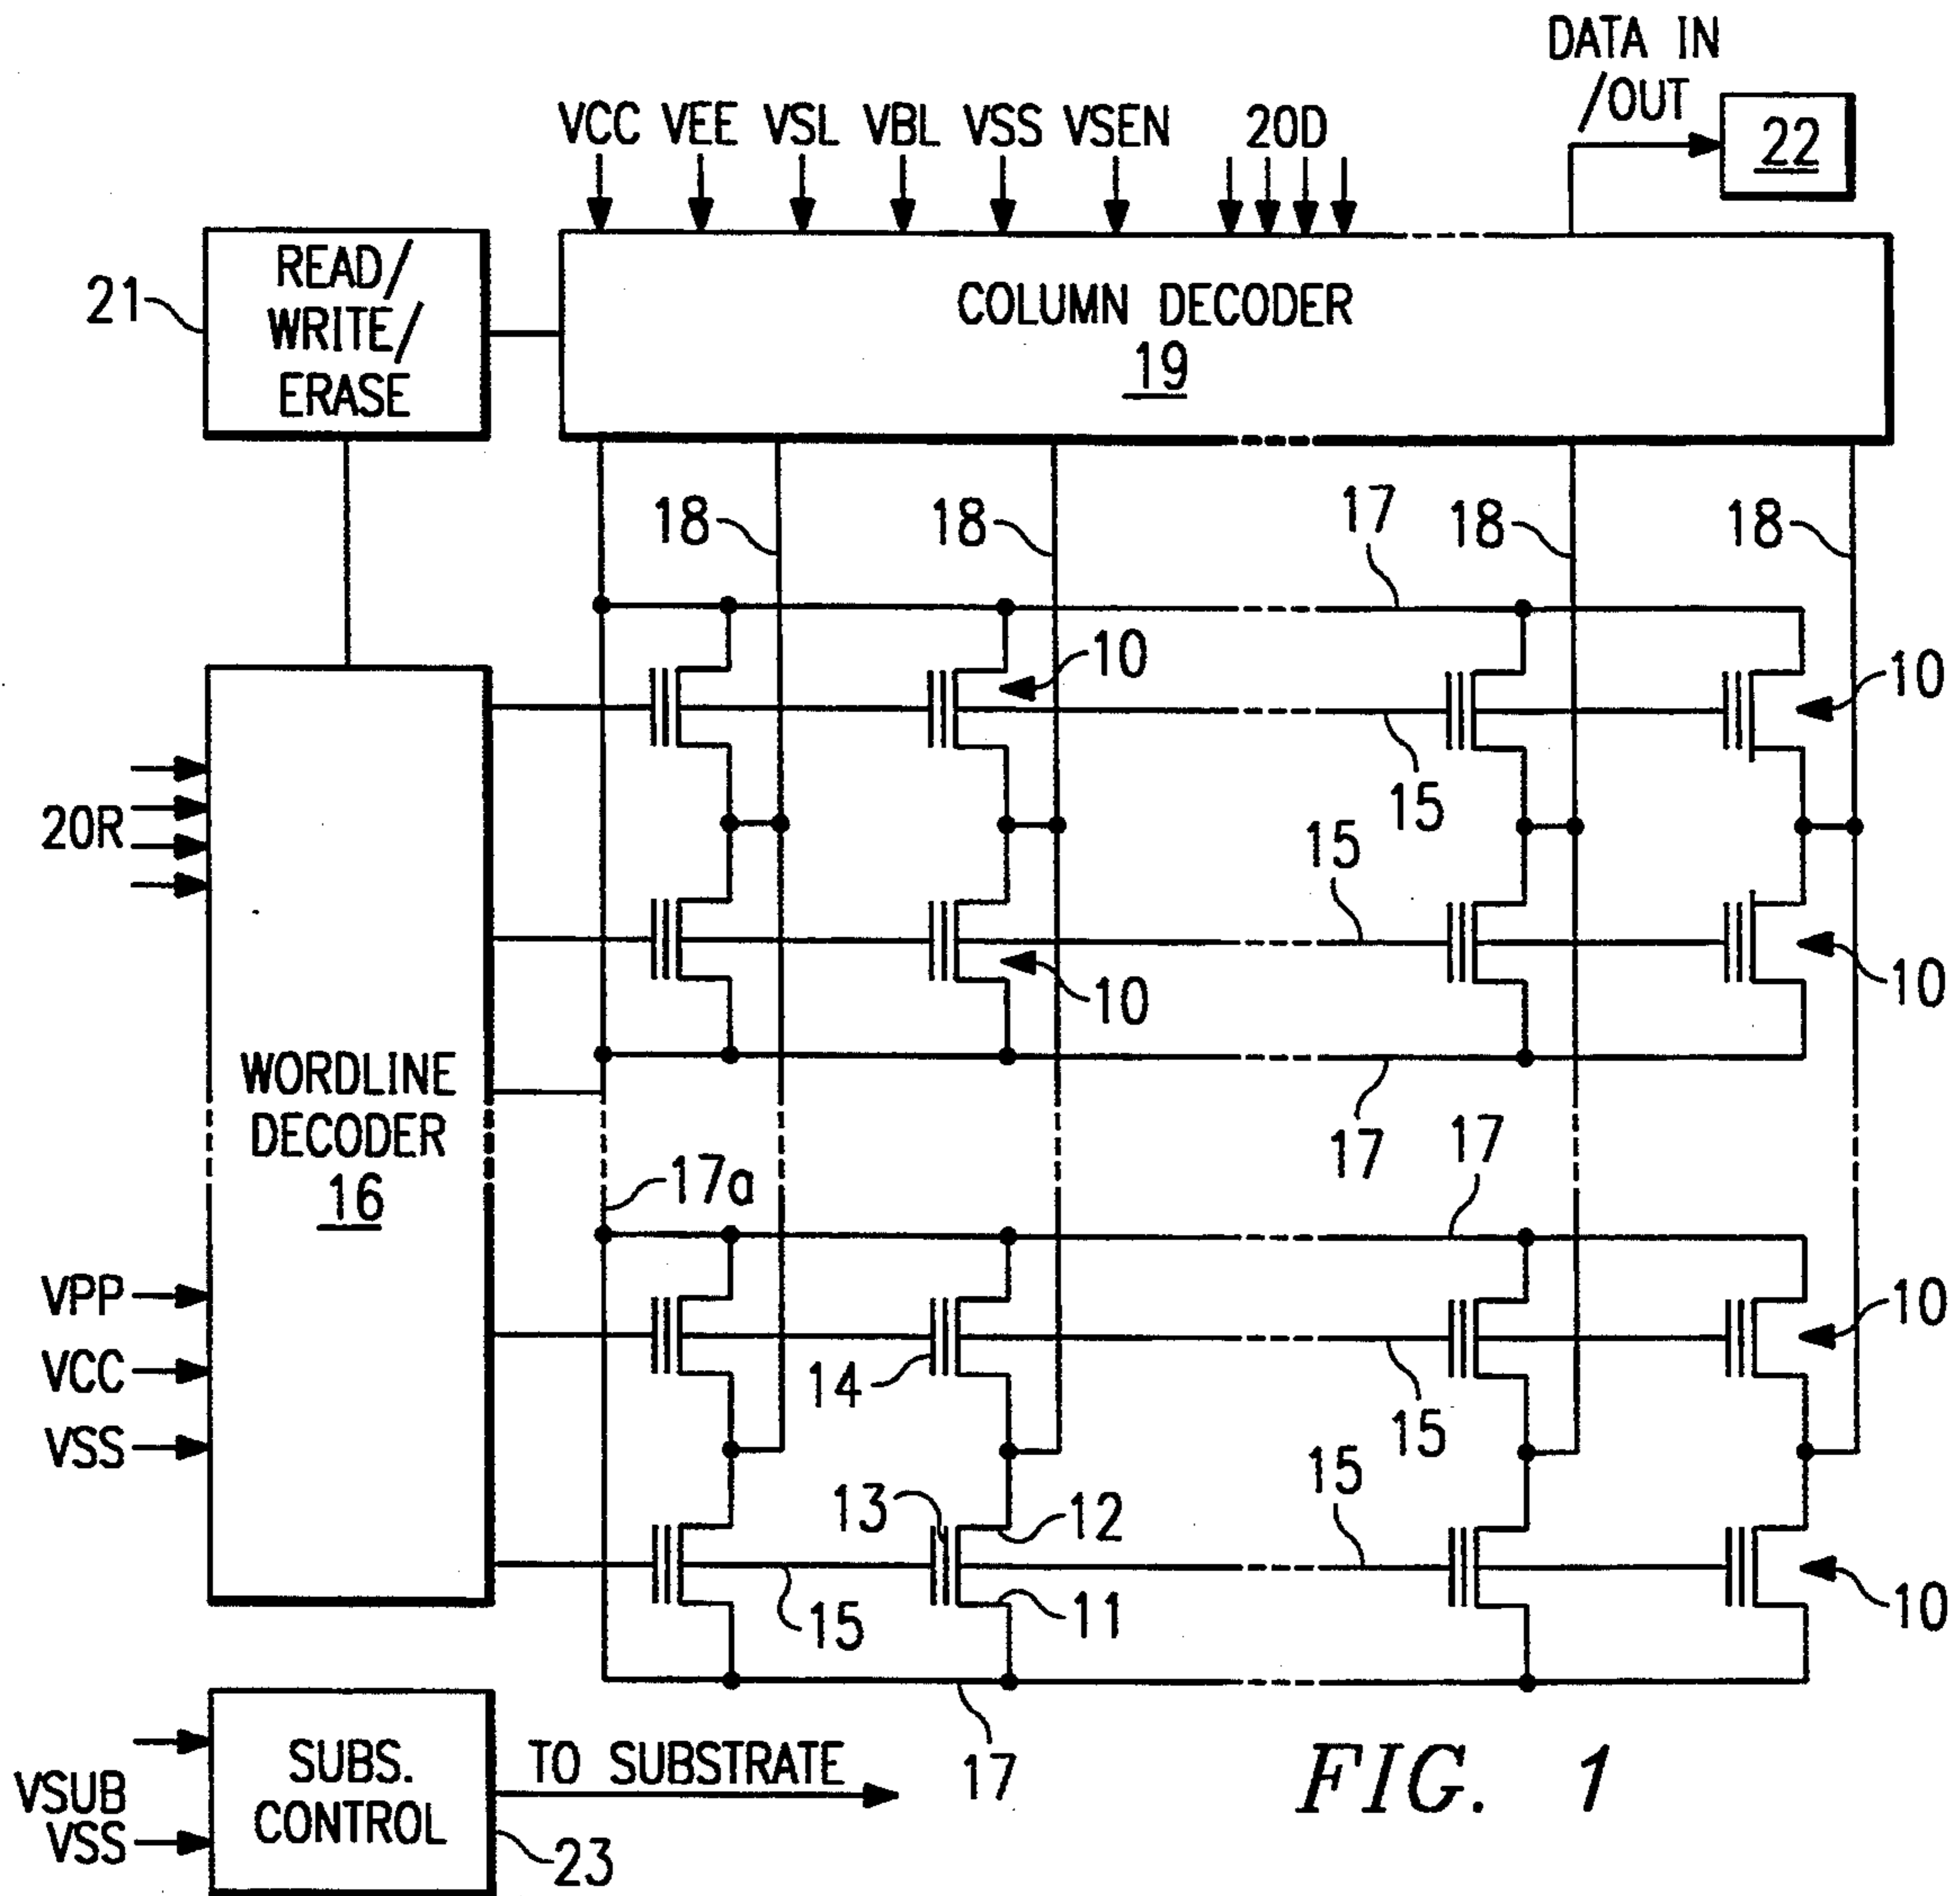 DATA IN
/OUT
22
VCC VEE VSL VBL VSS VSEN 20D
21
READ/
WRITE/
ERASE
COLUMN DECODER
19
18
18
17
18
18
10
10
15
20R
15
10
10
WORDLINE
DECODER
16
17
17
17a
VPP
10
VCC
14
15
VSS
15
13
12
15
11
10
SUBS.
CONTROL
TO SUBSTRATE
17
VSUB
VSS
23
FIG. 1